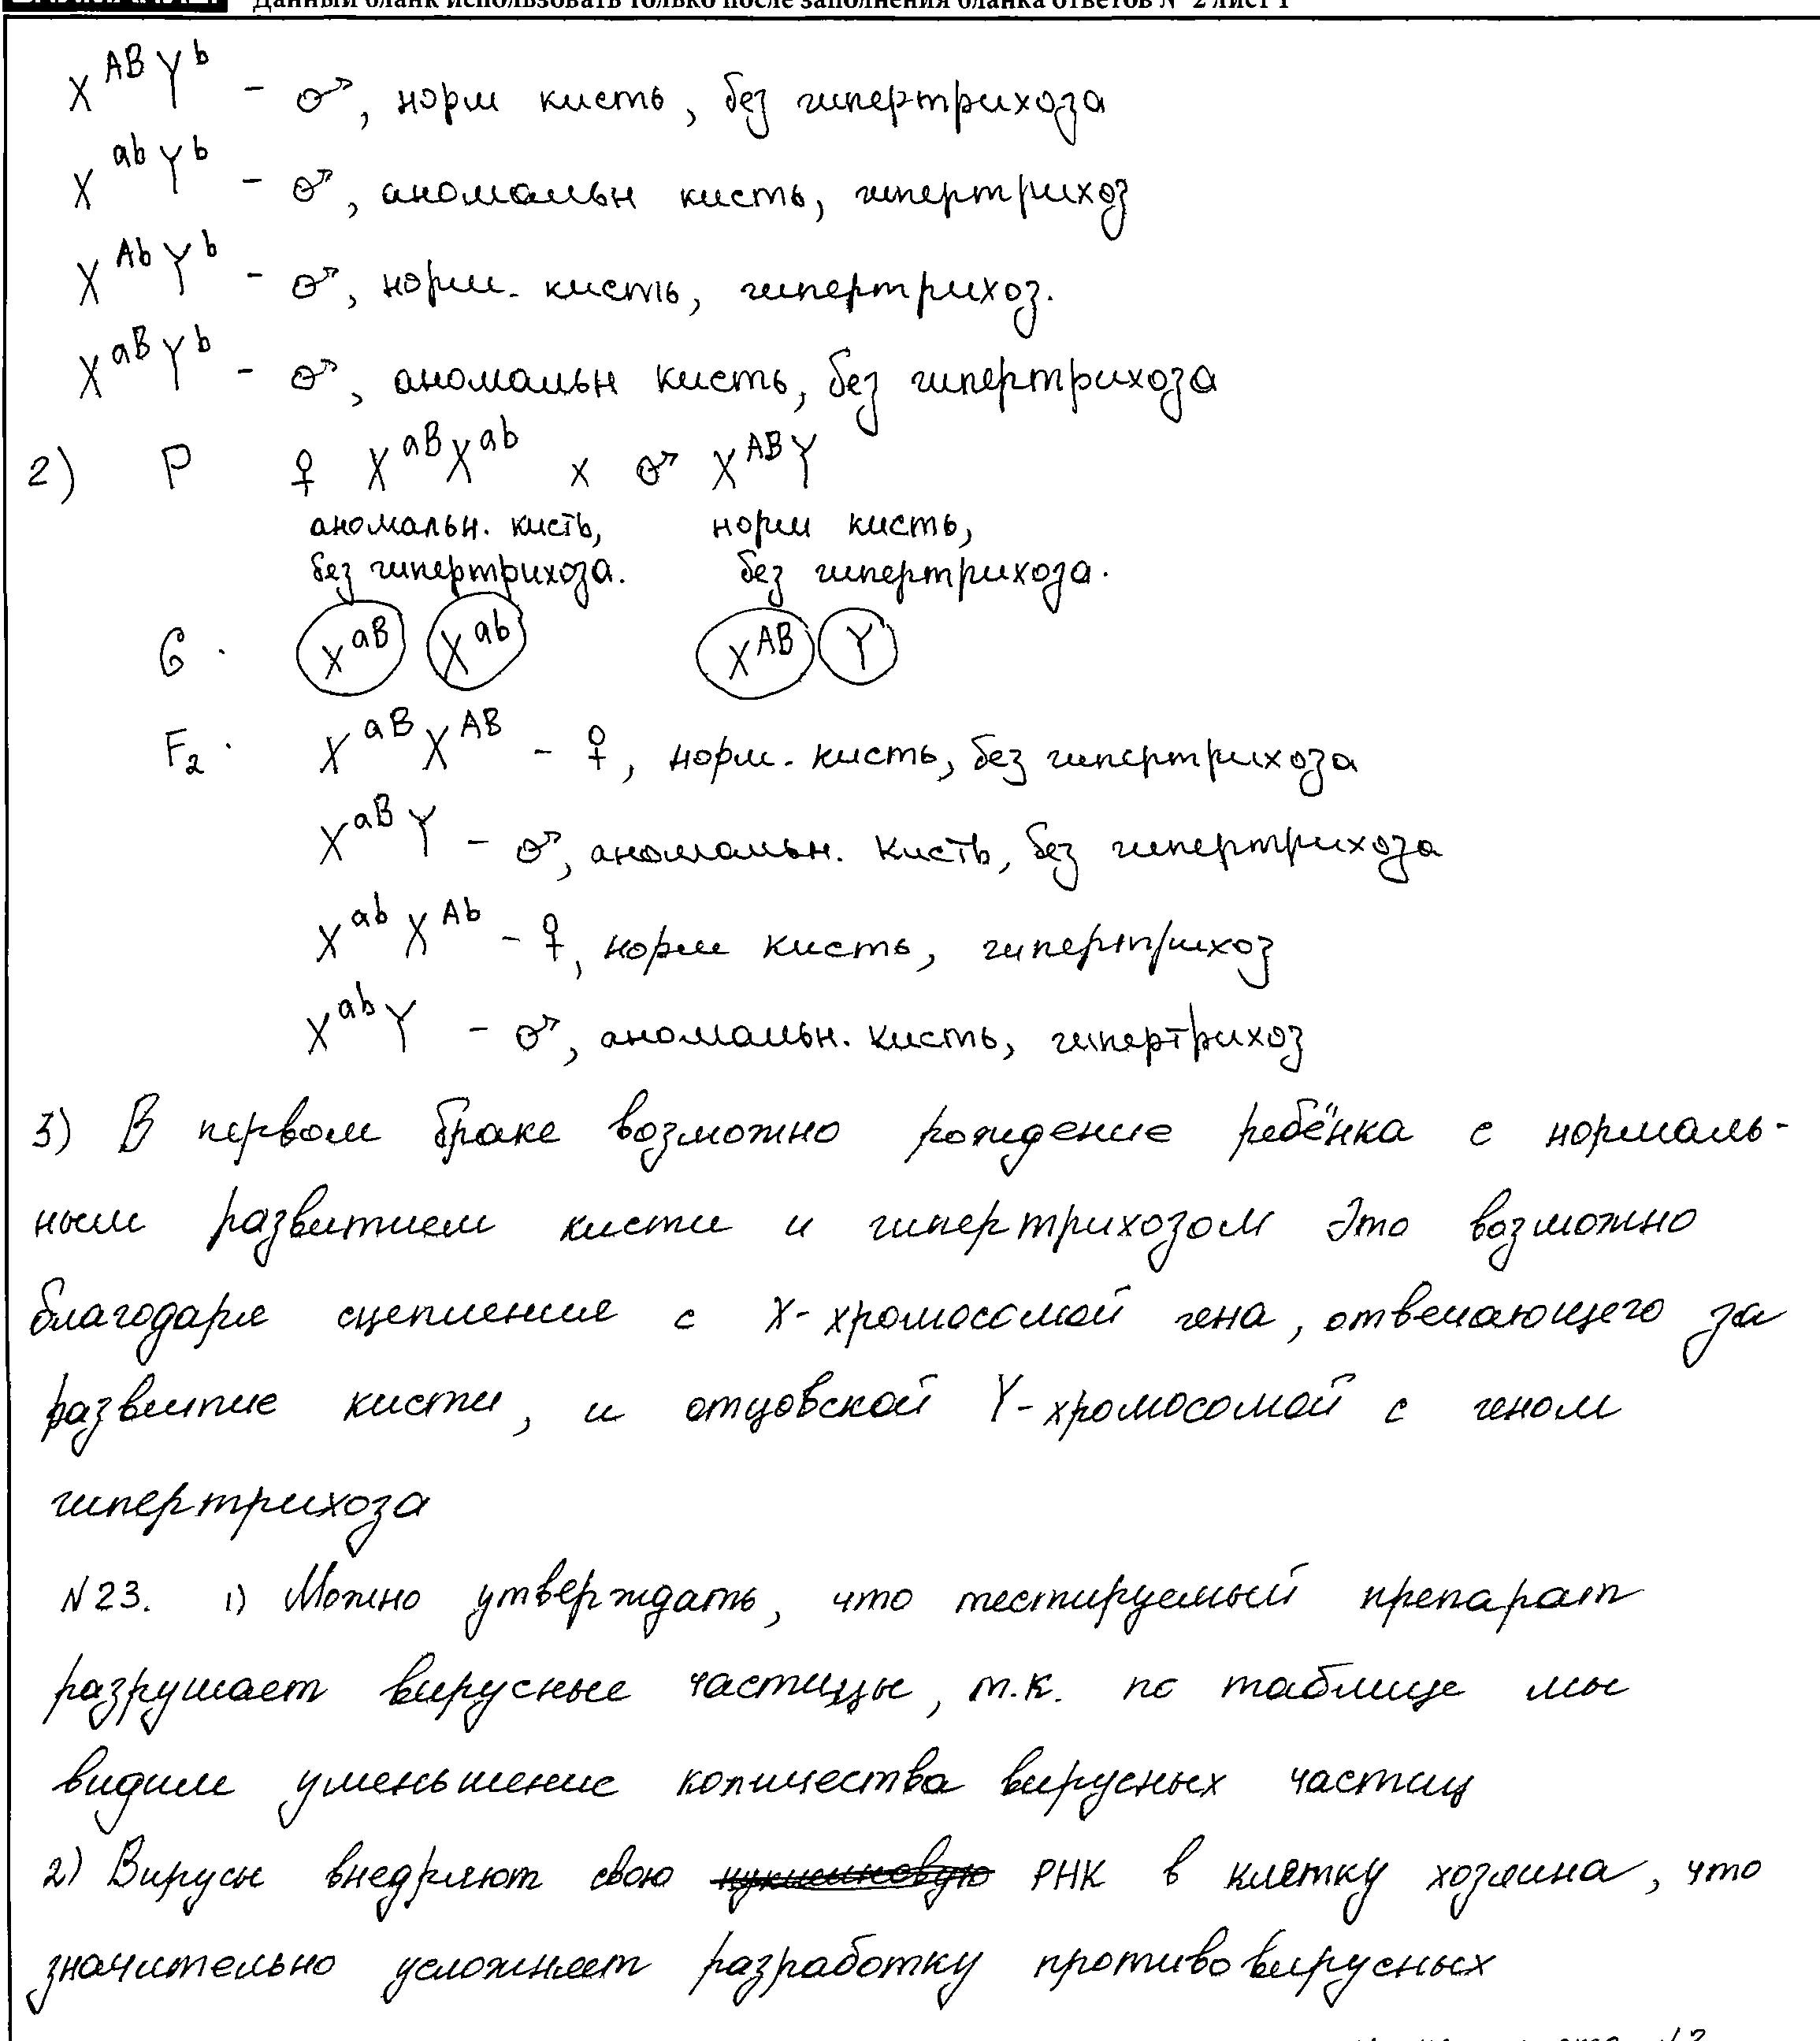 Данный бланк использовать только после заполнения бланка ответов № 2 лист 1
X^AB Y^b - ♂, норм кисть, без гипертрихоза
X^ab Y^b - ♂, аномальн кисть, гипертрихоз
X^Ab Y^b - ♂, норм. кисть, гипертрихоз.
X^aB Y^b - ♂, аномальн кисть, без гипертрихоза
2) P ♀ X^aB X^ab x ♂ X^AB Y
аномальн. кисть, норм кисть,
без гипертрихоза. без гипертрихоза.
G. X^aB X^ab X^AB Y
F₂. X^aB X^AB - ♀, норм. кисть, без гипертрихоза
X^aB Y - ♂, аномальн. кисть, без гипертрихоза
X^ab X^Ab - ♀, норм кисть, гипертрихоз
X^ab Y - ♂, аномальн. кисть, гипертрихоз
3) В первом браке возможно рождение ребёнка с нормаль-
ным развитием кисти и гипертрихозом Это возможно
благодаря сцеплению с X-хромосомой гена, отвечающего за
развитие кисти, и отцовской Y-хромосомой с геном
гипертрихоза
N23. 1) Можно утверждать, что тестируемый препарат
разрушает вирусные частицы, т.к. по таблице мы
видим уменьшение количества вирусных частиц
2) Вирусы внедряют свою РНК в клетку хозяина, что
значительно усложняет разработку противовирусных